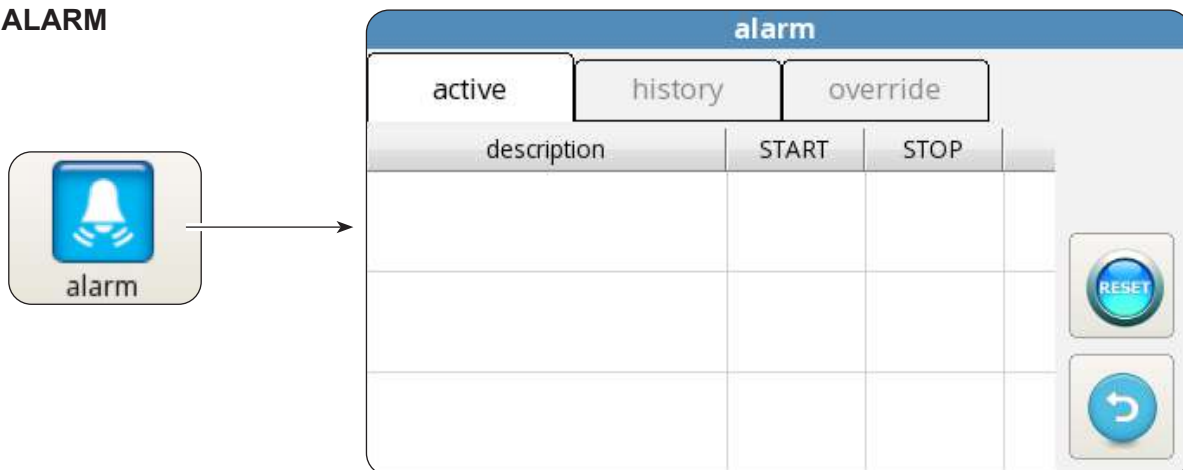 ALARM
alarm
active history override
description START STOP
alarm
RESET